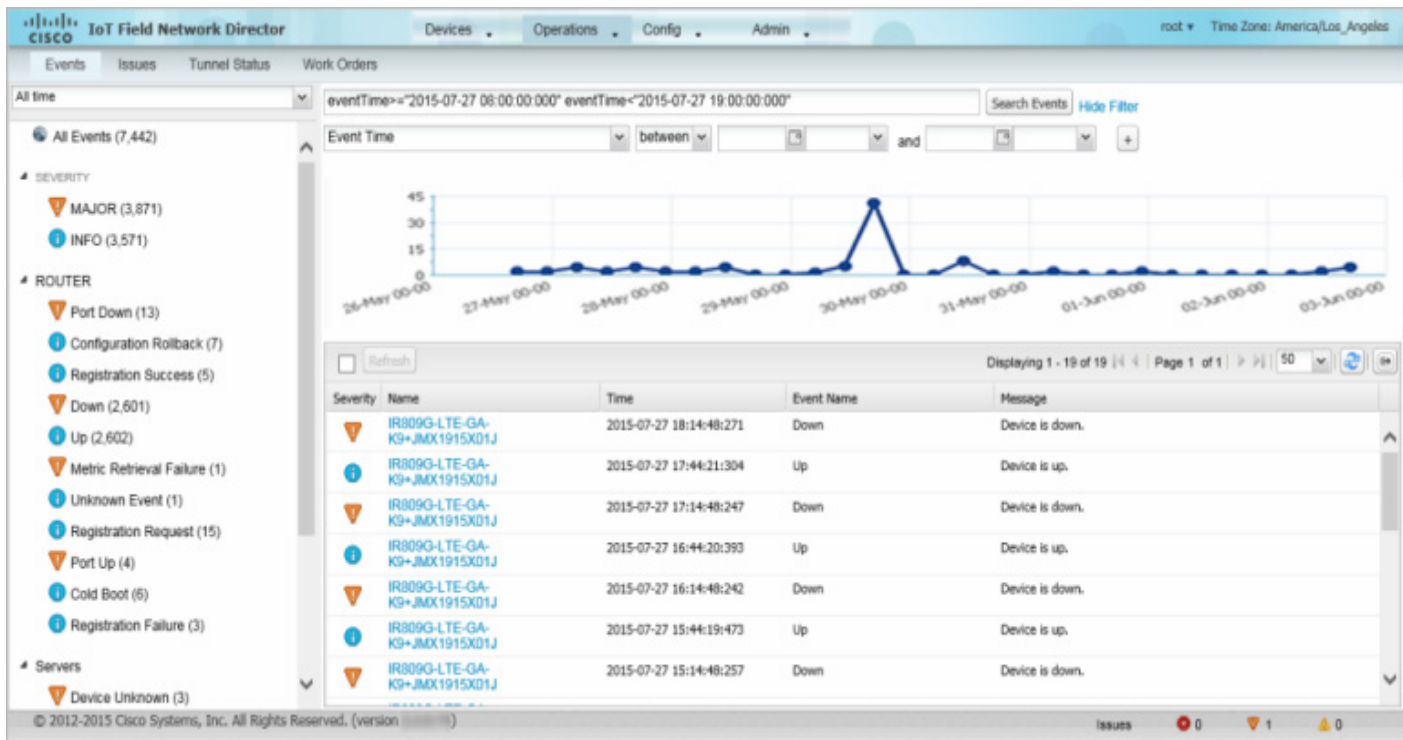 CISCO IoT Field Network Director
Devices
Operations
Config
Admin
root
Time Zone: America/Los_Angeles
Events
Issues
Tunnel Status
Work Orders
All time
All Events (7,442)
SEVERITY
MAJOR (3,871)
INFO (3,571)
ROUTER
Port Down (13)
Configuration Rollback (7)
Registration Success (5)
Down (2,601)
Up (2,602)
Metric Retrieval Failure (1)
Unknown Event (1)
Registration Request (15)
Port Up (4)
Cold Boot (6)
Registration Failure (3)
Servers
Device Unknown (3)
eventTime>="2015-07-27 08:00:00:000" eventTime<"2015-07-27 19:00:00:000"
Search Events
Hide Filter
Event Time
between
and
+
45
30
15
0
26-May 00-00
27-May 00-00
28-May 00-00
29-May 00-00
30-May 00-00
31-May 00-00
01-Jun 00-00
02-Jun 00-00
03-Jun 00-00
Refresh
Displaying 1 - 19 of 19
Page 1 of 1
50
Severity Name Time Event Name Message
IR809G-LTE-GA-
K9+JMX1915X01J
2015-07-27 18:14:48:271 Down Device is down.
IR809G-LTE-GA-
K9+JMX1915X01J
2015-07-27 17:44:21:304 Up Device is up.
IR809G-LTE-GA-
K9+JMX1915X01J
2015-07-27 17:14:48:247 Down Device is down.
IR809G-LTE-GA-
K9+JMX1915X01J
2015-07-27 16:44:20:393 Up Device is up.
IR809G-LTE-GA-
K9+JMX1915X01J
2015-07-27 16:14:48:242 Down Device is down.
IR809G-LTE-GA-
K9+JMX1915X01J
2015-07-27 15:44:19:473 Up Device is up.
IR809G-LTE-GA-
K9+JMX1915X01J
2015-07-27 15:14:48:257 Down Device is down.
© 2012-2015 Cisco Systems, Inc. All Rights Reserved. (version )
Issues
0
1
0